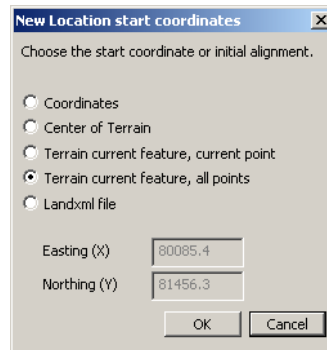 New Location start coordinates
Choose the start coordinate or initial alignment.
Coordinates
Center of Terrain
Terrain current feature, current point
Terrain current feature, all points
Landxml file
Easting (X) 80085.4
Northing (Y) 81456.3
OK Cancel